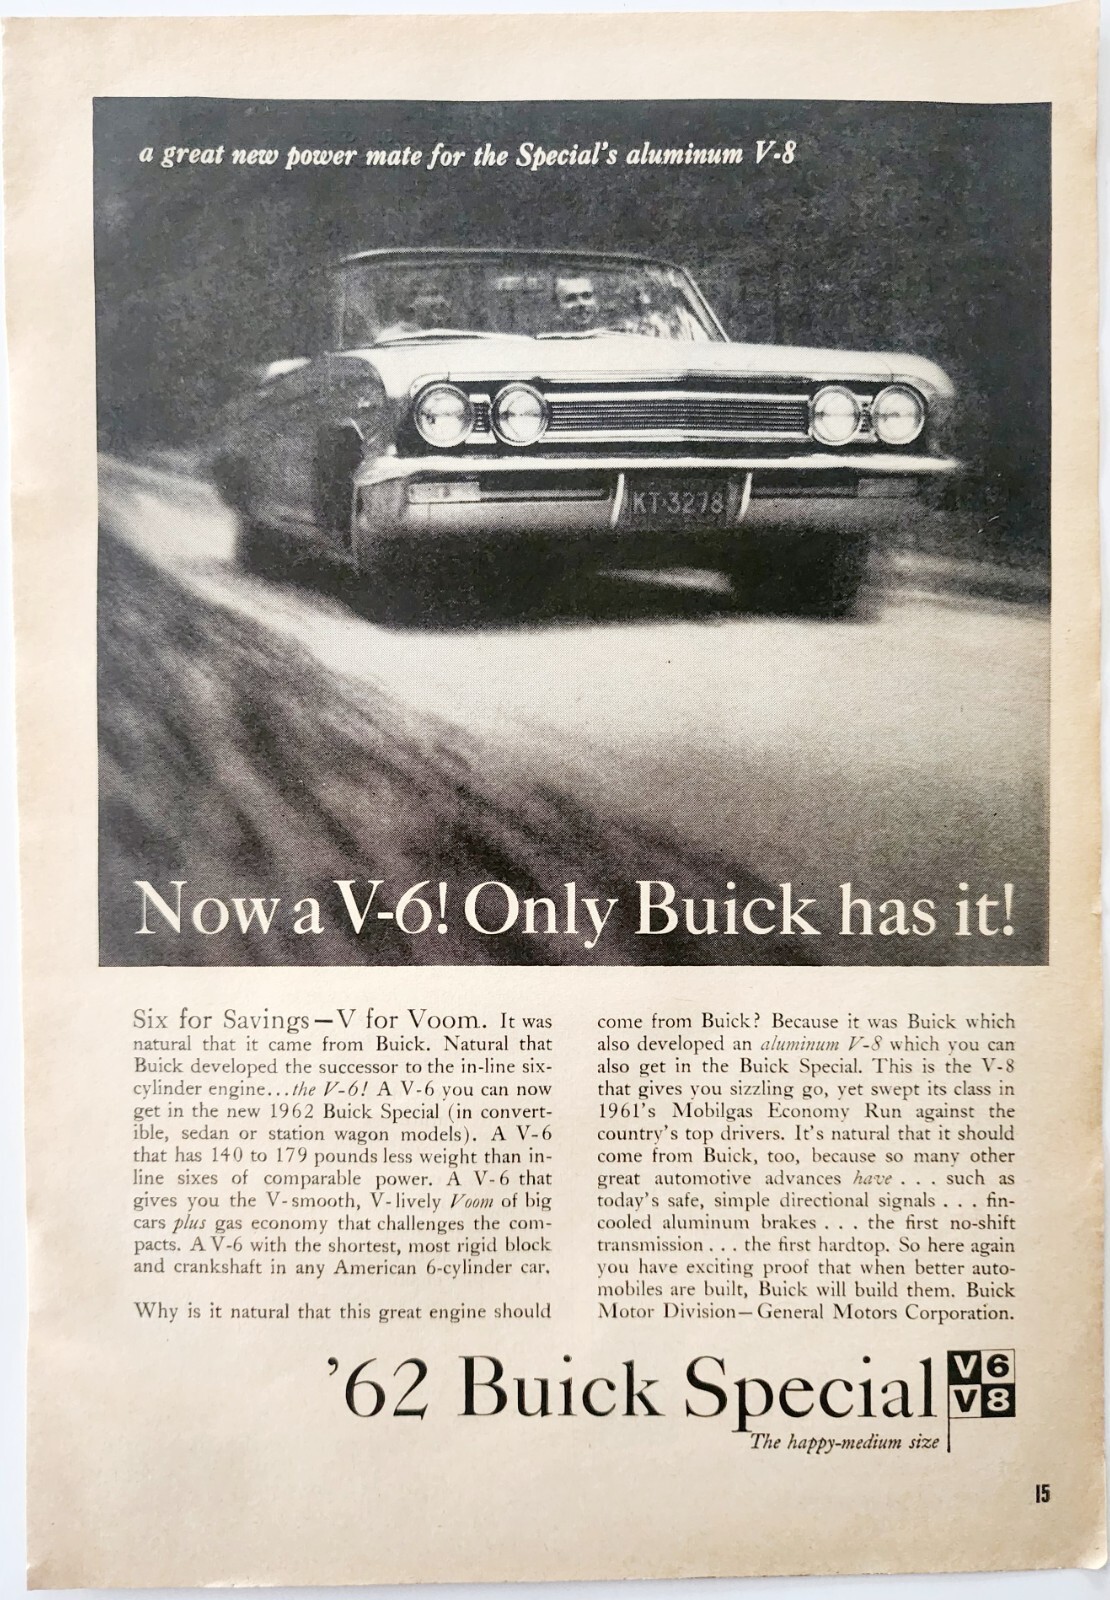 a great new power mate for the Special's aluminum V-8
KT·3278
Now a V-6! Only Buick has it!
Six for Savings—V for Voom. It was
natural that it came from Buick. Natural that
Buick developed the successor to the in-line six-
cylinder engine...the V-6! A V-6 you can now
get in the new 1962 Buick Special (in convert-
ible, sedan or station wagon models). A V-6
that has 140 to 179 pounds less weight than in-
line sixes of comparable power. A V-6 that
gives you the V-smooth, V-lively Voom of big
cars plus gas economy that challenges the com-
pacts. A V-6 with the shortest, most rigid block
and crankshaft in any American 6-cylinder car.
Why is it natural that this great engine should
come from Buick? Because it was Buick which
also developed an aluminum V-8 which you can
also get in the Buick Special. This is the V-8
that gives you sizzling go, yet swept its class in
1961's Mobilgas Economy Run against the
country's top drivers. It's natural that it should
come from Buick, too, because so many other
great automotive advances have . . . such as
today's safe, simple directional signals . . . fin-
cooled aluminum brakes . . . the first no-shift
transmission . . . the first hardtop. So here again
you have exciting proof that when better auto-
mobiles are built, Buick will build them. Buick
Motor Division—General Motors Corporation.
'62 Buick Special
V6
V8
The happy-medium size
15